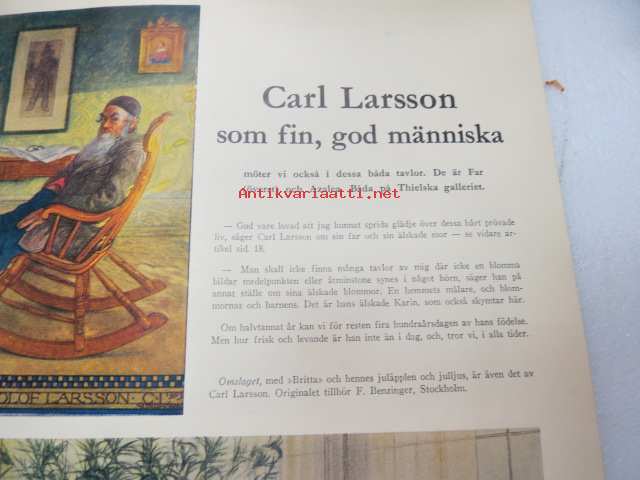 Carl Larsson
som fin, god människa
möter vi också i dessa båda tavlor. De är Far
(överst) och Azalea. Båda på Thielska galleriet.
Antikvariaatti.net
— Gud vare lovad att jag kunnat sprida glädje över dessa hårt prövade
liv, säger Carl Larsson om sin far och sin älskade mor — se vidare ar-
tikel sid. 18.
— Man skall icke finna många tavlor av mig där icke en blomma
bildar medelpunkten eller åtminstone synes i något hörn, säger han på
annat ställe om sina älskade blommor. En hemmets målare, och blom-
mornas och barnens. Det är hans älskade Karin, som också skymtar här.
Om halvtannat år kan vi för resten fira hundraårsdagen av hans födelse.
Men hur frisk och levande är han inte än i dag, och, tror vi, i alla tider.
Omslaget, med »Britta» och hennes juläpplen och julljus, är även det av
Carl Larsson. Originalet tillhör F. Benzinger, Stockholm.
OLOF LARSSON·C.L.